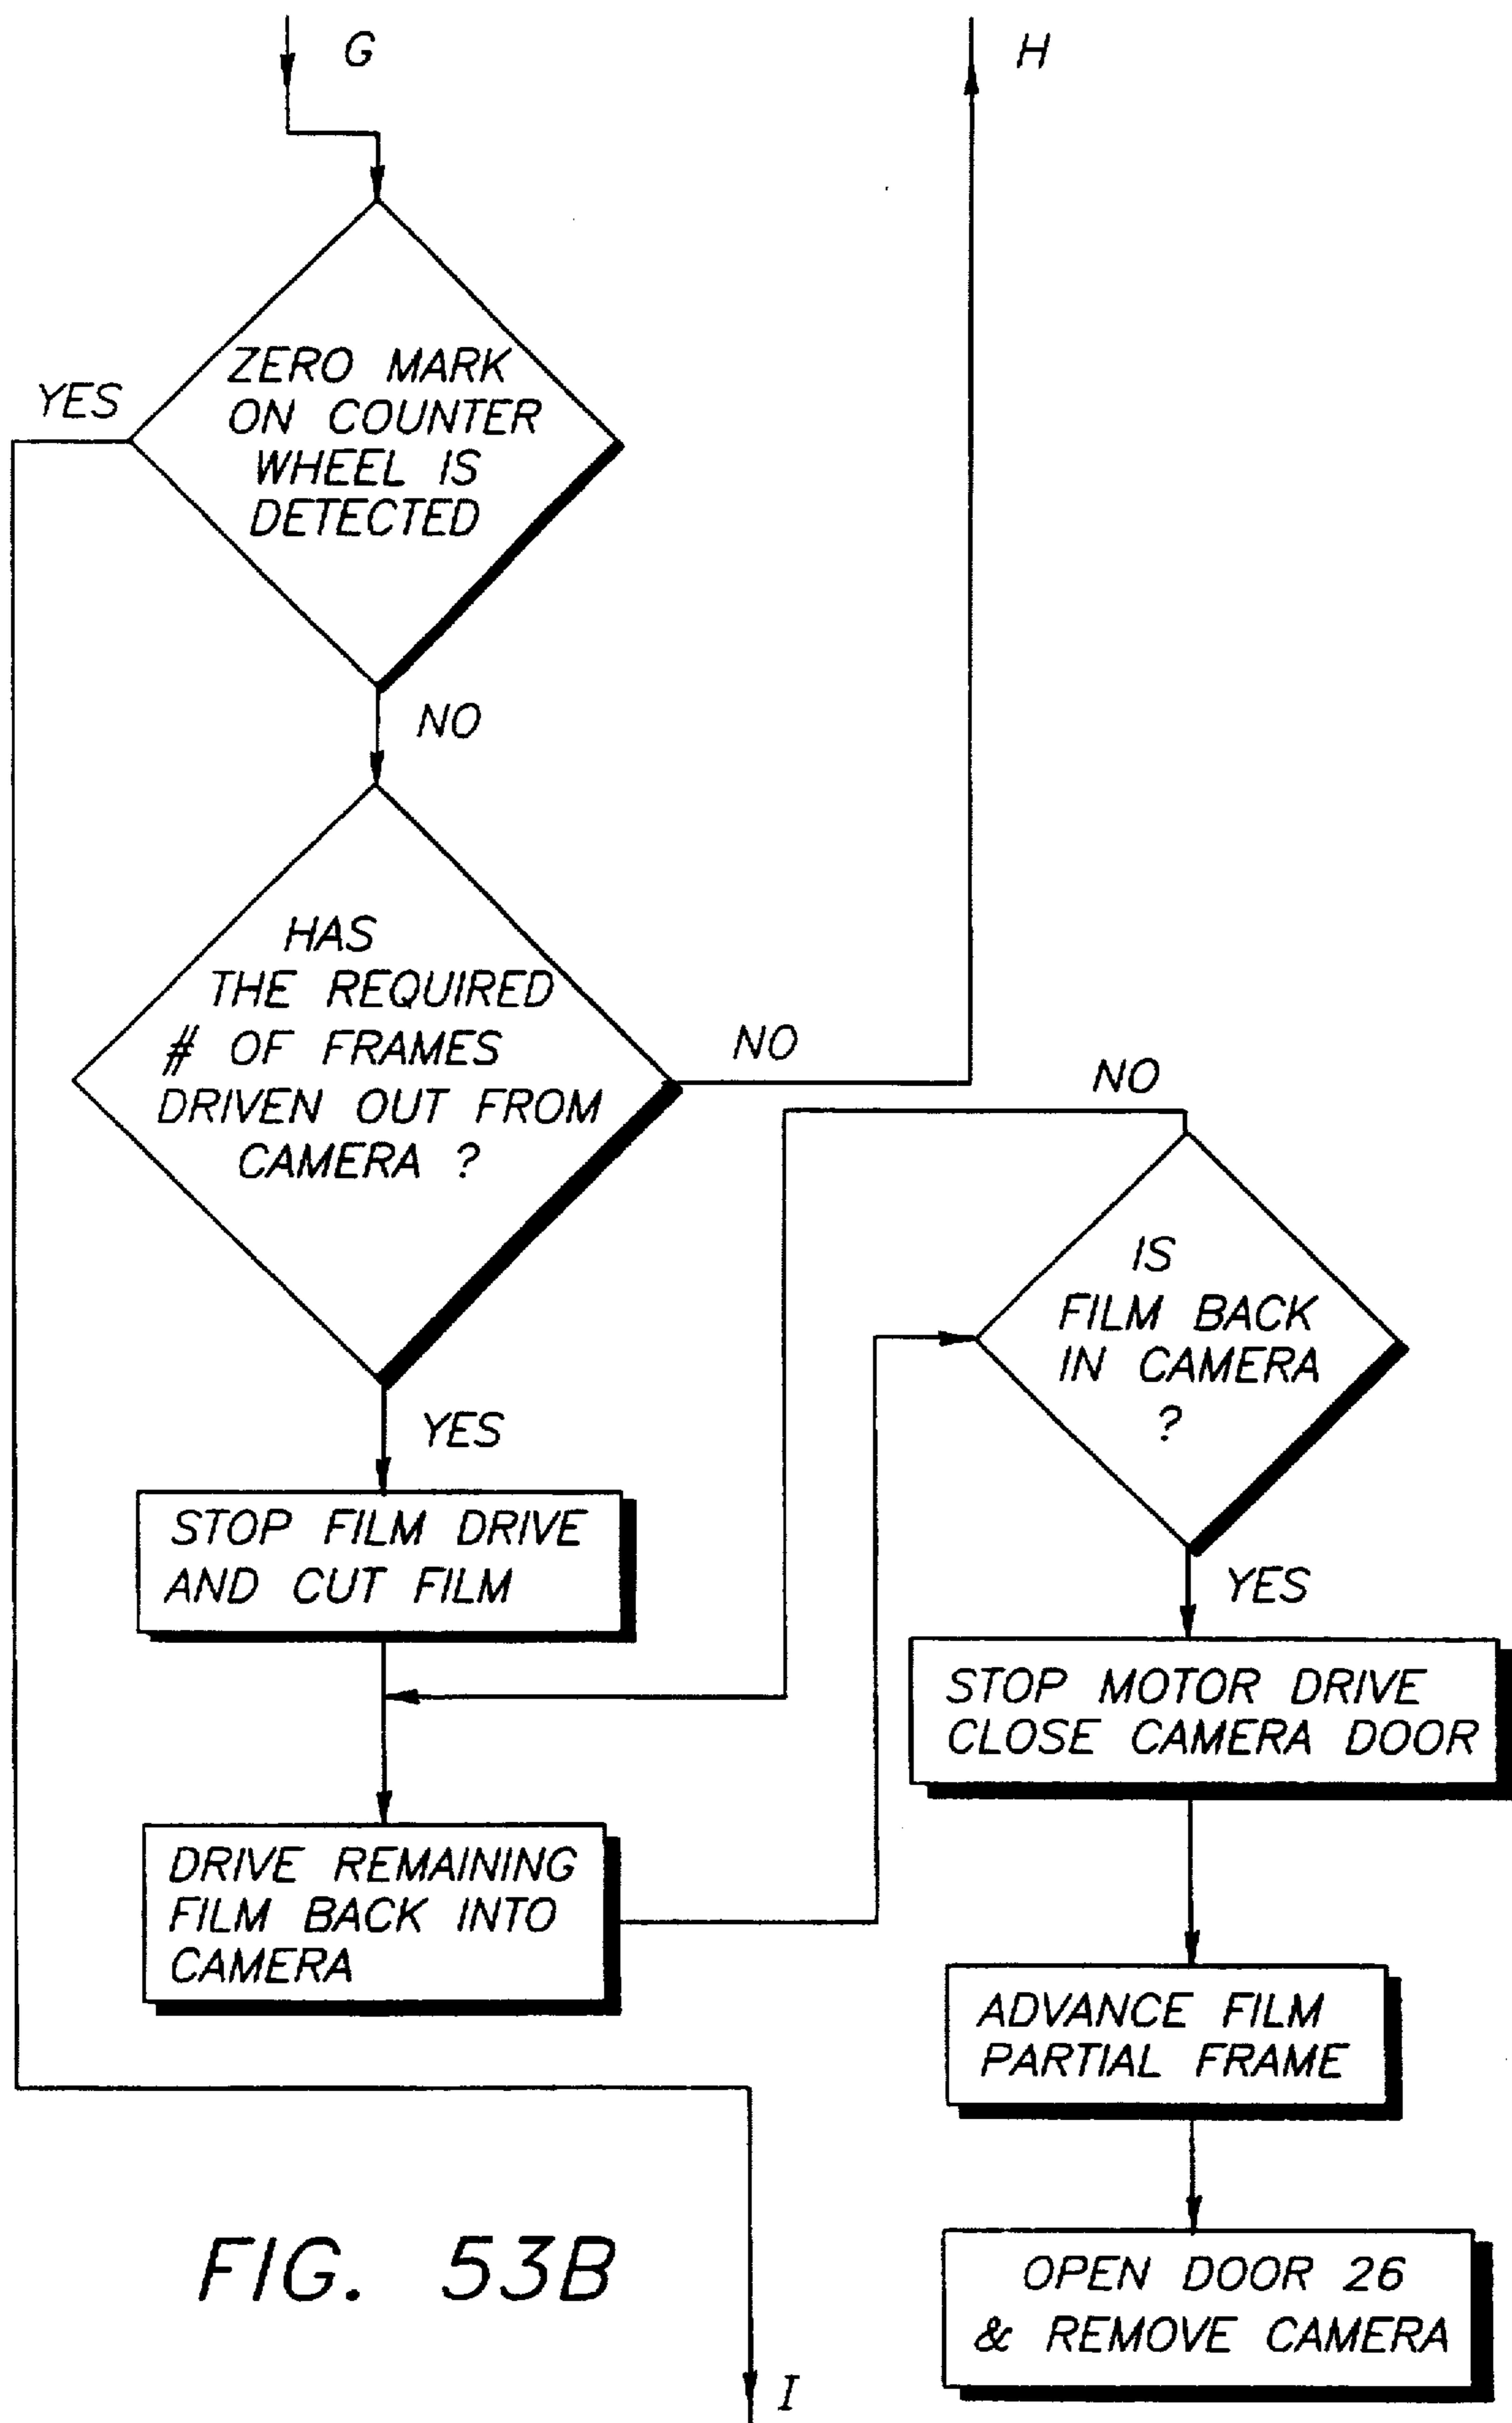 G
H
ZERO MARK
ON COUNTER
WHEEL IS
DETECTED
YES
NO
HAS
THE REQUIRED
# OF FRAMES
DRIVEN OUT FROM
CAMERA ?
NO
YES
STOP FILM DRIVE
AND CUT FILM
DRIVE REMAINING
FILM BACK INTO
CAMERA
NO
IS
FILM BACK
IN CAMERA
?
YES
STOP MOTOR DRIVE
CLOSE CAMERA DOOR
ADVANCE FILM
PARTIAL FRAME
OPEN DOOR 26
& REMOVE CAMERA
I
FIG. 53B